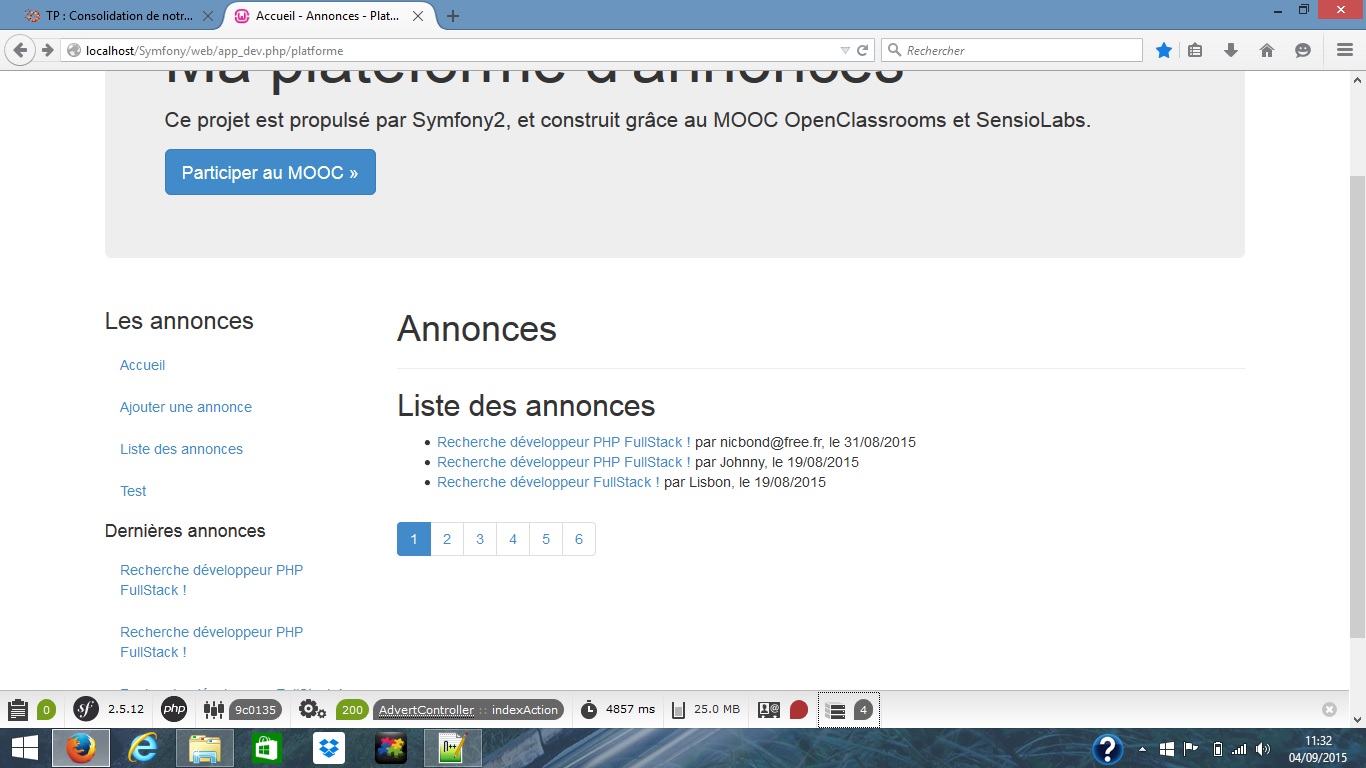 TP : Consolidation de notr...
Accueil - Annonces - Plat...
localhost/Symfony/web/app_dev.php/platforme
Rechercher
Ma plateforme d'annonces
Ce projet est propulsé par Symfony2, et construit grâce au MOOC OpenClassrooms et SensioLabs.
Participer au MOOC »
Les annonces
Accueil
Ajouter une annonce
Liste des annonces
Test
Dernières annonces
Recherche développeur PHP
FullStack !
Recherche développeur PHP
FullStack !
Annonces
Liste des annonces
Recherche développeur PHP FullStack ! par nicbond@free.fr, le 31/08/2015
Recherche développeur PHP FullStack ! par Johnny, le 19/08/2015
Recherche développeur FullStack ! par Lisbon, le 19/08/2015
1 2 3 4 5 6
0 sf 2.5.12 php 9c0135 200 AdvertController :: indexAction 4857 ms 25.0 MB 4
N++
11:32
04/09/2015